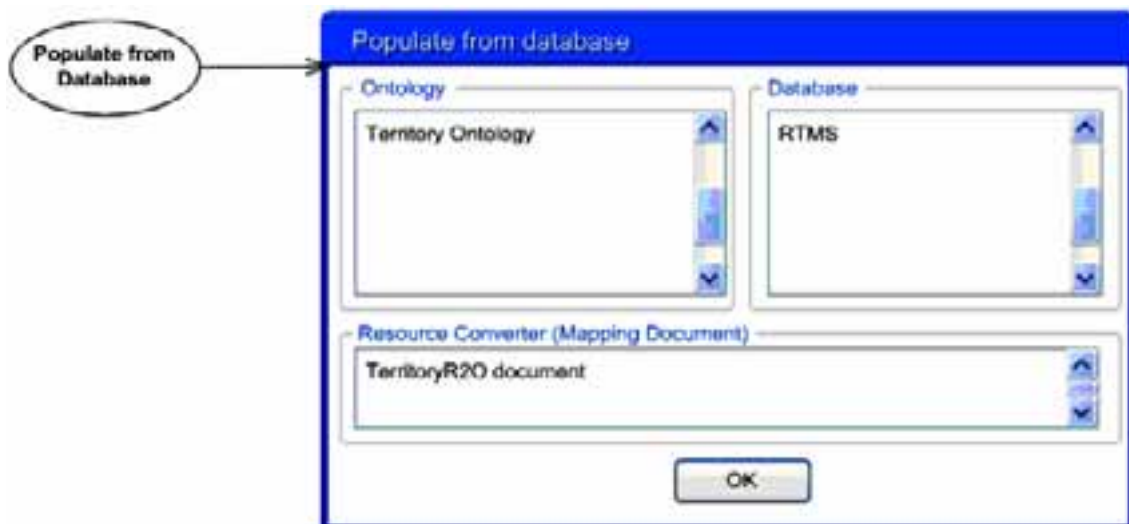 Populate from
Database
Populate from database
Ontology
Database
Territory Ontology
RTMS
Resource Converter (Mapping Document)
TerritoryR2O document
OK